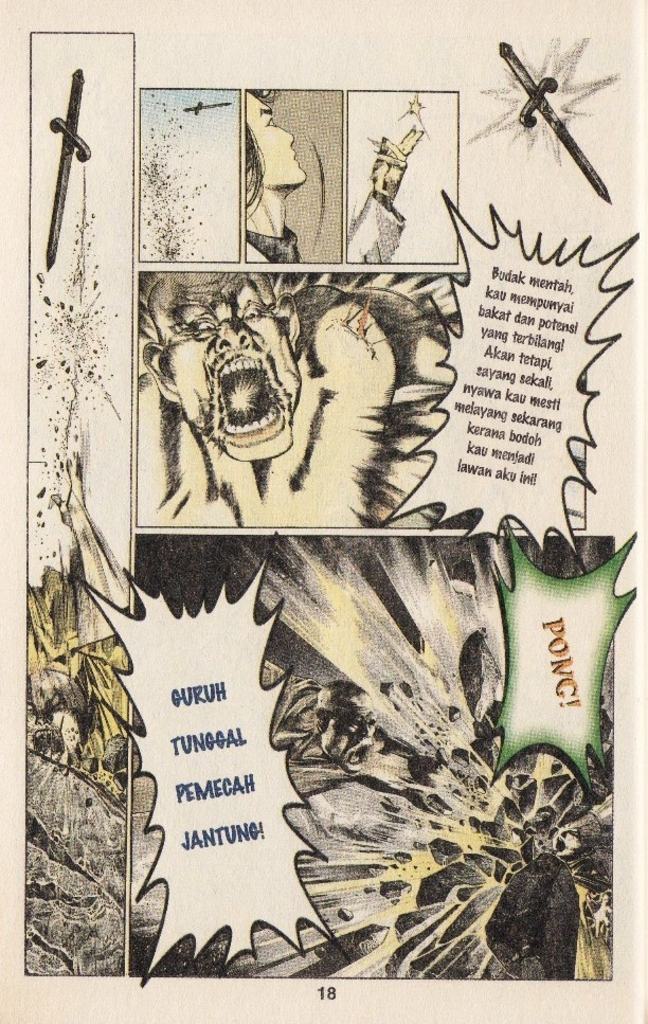 Budak mentah,
kau mempunyai
bakat dan potensi
yang terbilang!
Akan tetapi,
sayang sekali,
nyawa kau mesti
melayang sekarang
kerana bodoh
kau menjadi
lawan aku ini!
PONG!
GURUH
TUNGGAL
PEMECAH
JANTUNG!
18